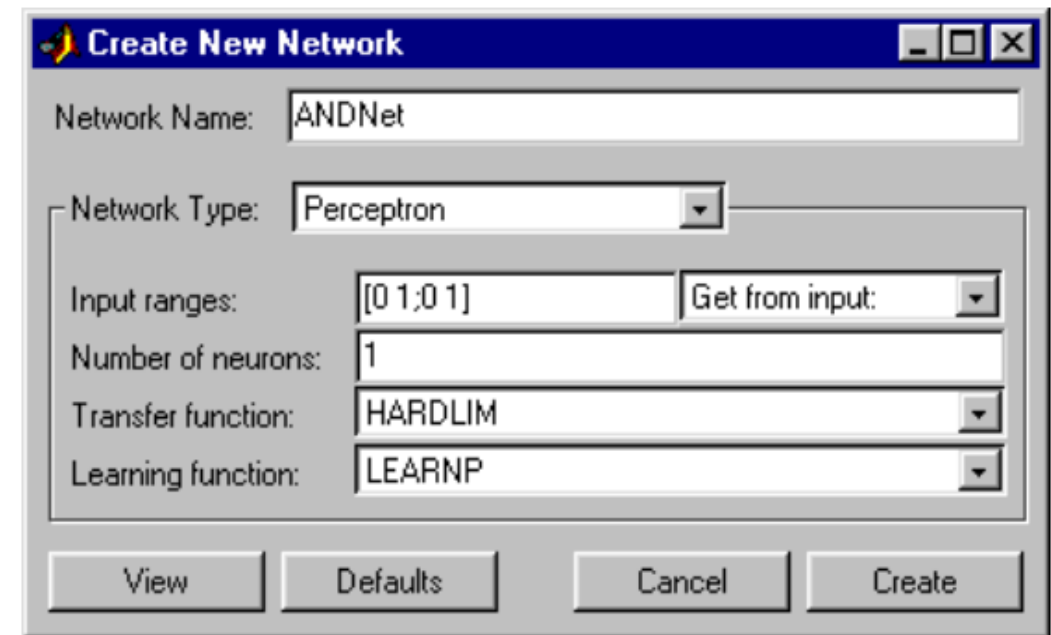 Create New Network
Network Name: ANDNet
Network Type: Perceptron
Input ranges: [0 1;0 1] Get from input:
Number of neurons: 1
Transfer function: HARDLIM
Learning function: LEARNP
View Defaults Cancel Create